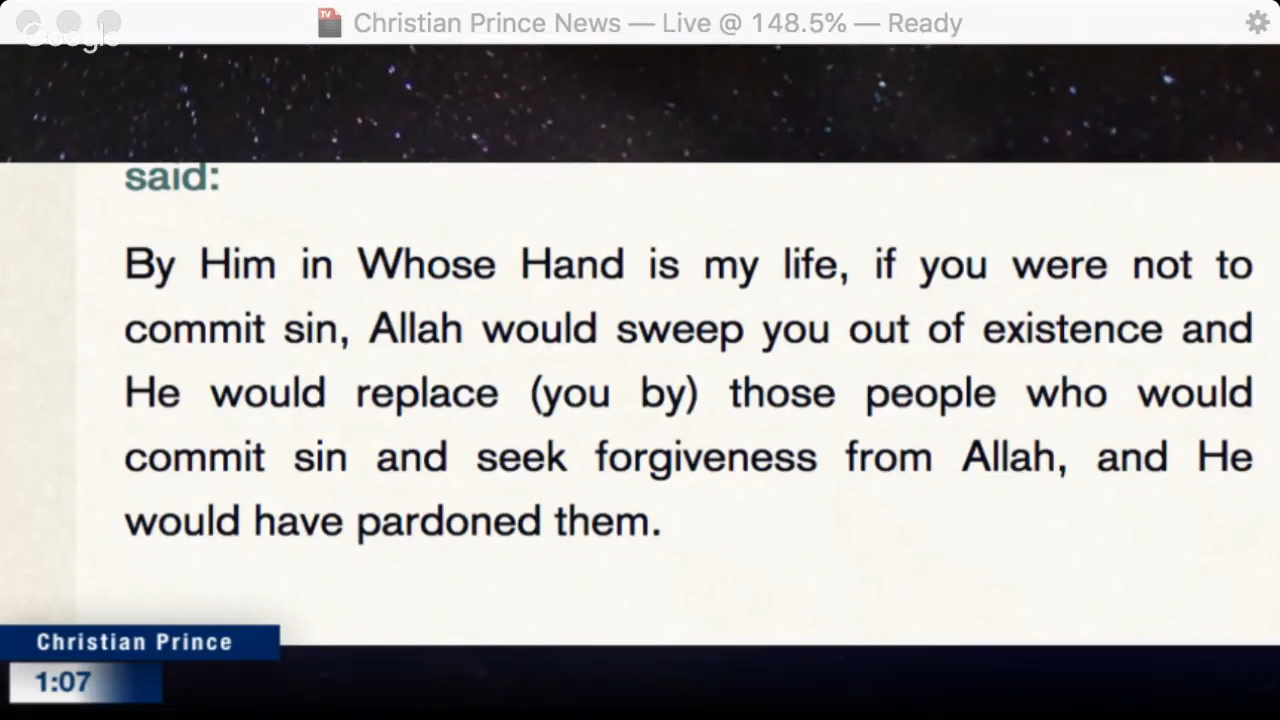 Christian Prince News — Live @ 148.5% — Ready
TV
Google
said:
By Him in Whose Hand is my life, if you were not to
commit sin, Allah would sweep you out of existence and
He would replace (you by) those people who would
commit sin and seek forgiveness from Allah, and He
would have pardoned them.
Christian Prince
1:07